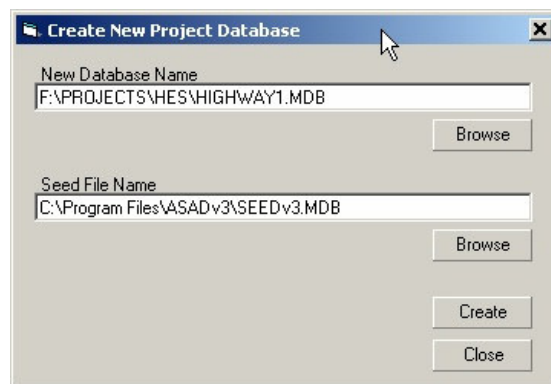 Create New Project Database
New Database Name
F:\PROJECTS\HES\HIGHWAY1.MDB
Browse
Seed File Name
C:\Program Files\ASADv3\SEEDv3.MDB
Browse
Create
Close